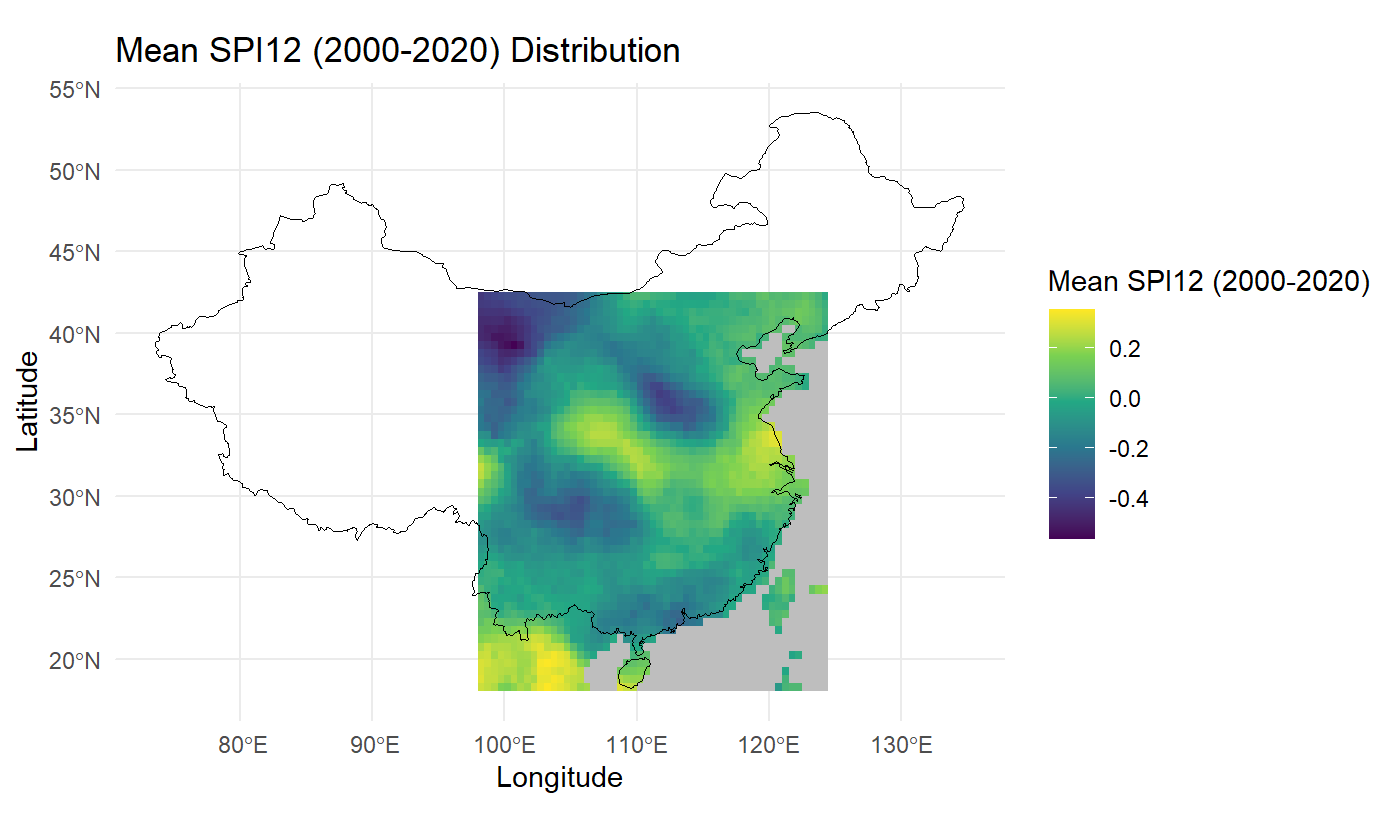 Mean SPI12 (2000-2020) Distribution
55°N
50°N
45°N
40°N
35°N
30°N
25°N
20°N
Latitude
80°E
90°E
100°E
110°E
120°E
130°E
Longitude
Mean SPI12 (2000-2020)
0.2
0.0
-0.2
-0.4